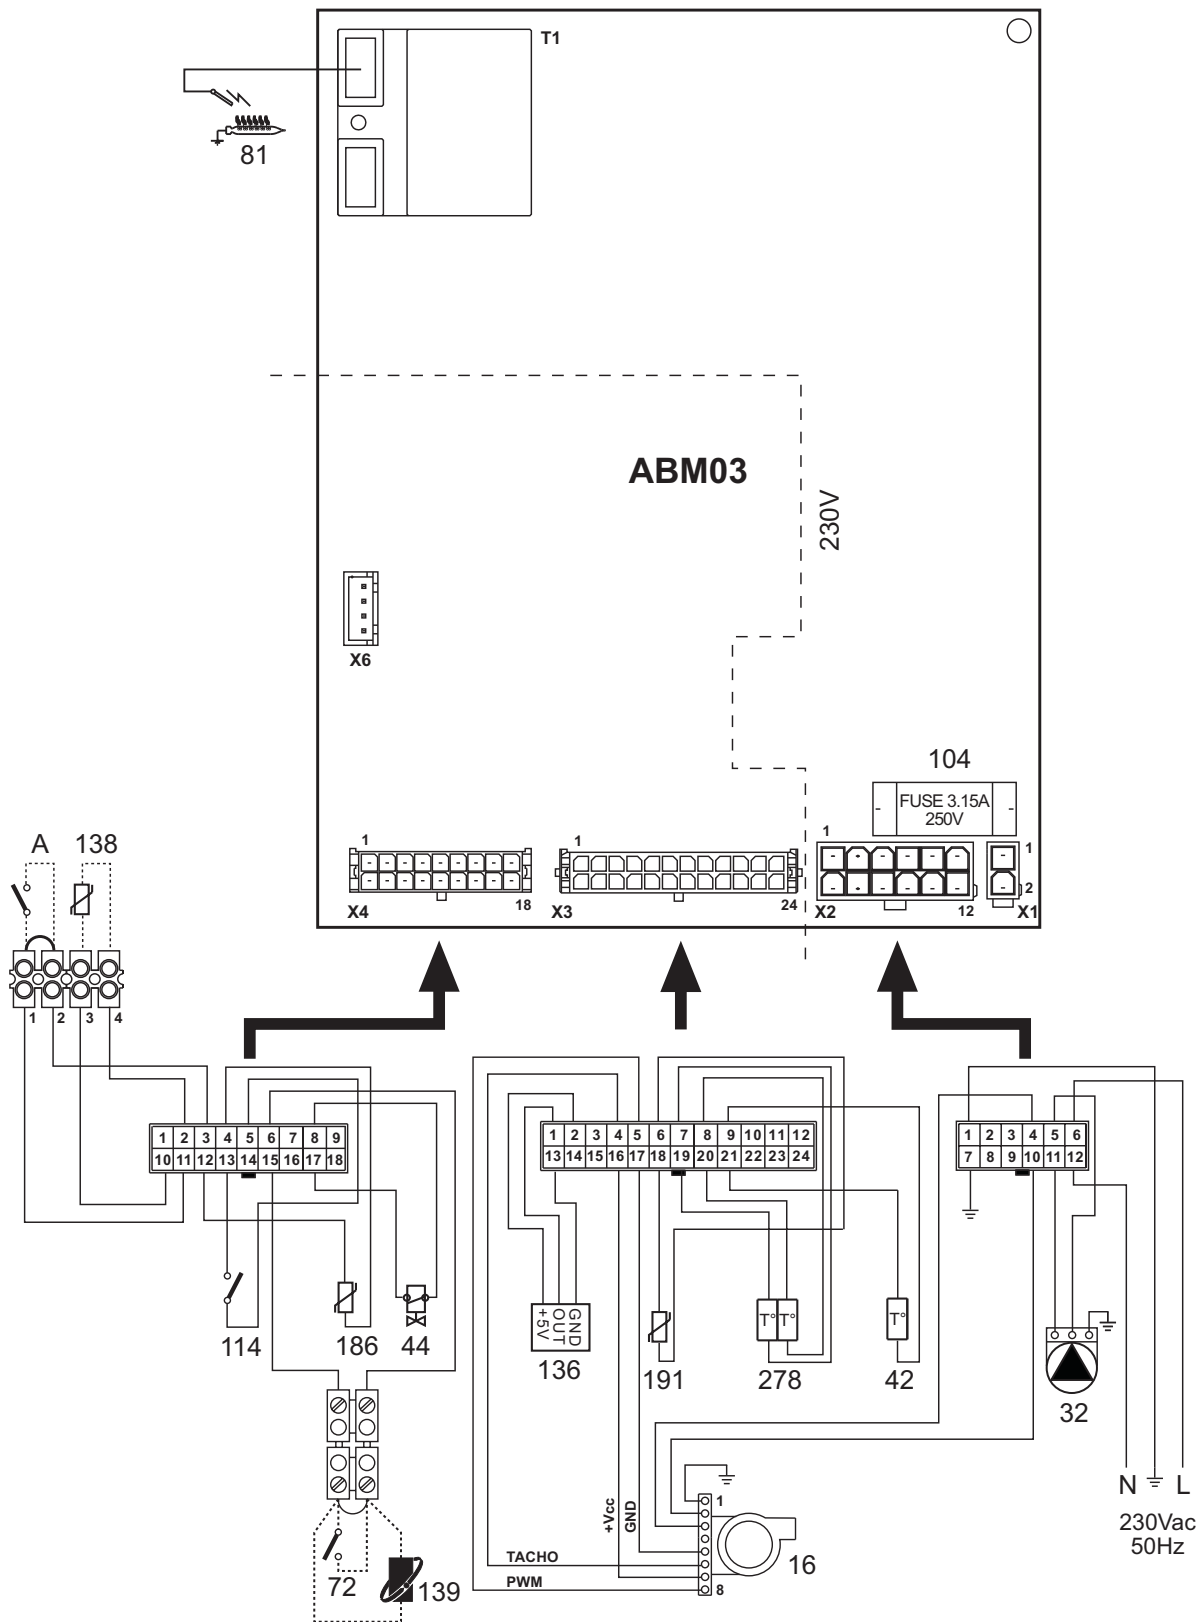 T1
81
ABM03
230V
X6
104
FUSE 3.15A
250V
A 138
1
1
1
1
X4
18
X3
24
X2
12
2
X1
1 2 3 4
1 2 3 4 5 6 7 8 9
10 11 12 13 14 15 16 17 18
1 2 3 4 5 6 7 8 9 10 11 12
13 14 15 16 17 18 19 20 21 22 23 24
1 2 3 4 5 6
7 8 9 10 11 12
114
186
44
+5V
OUT
GND
136
191
T° T°
278
T°
42
32
N L
230Vac
50Hz
+Vcc
GND
TACHO
PWM
1
8
16
72
139